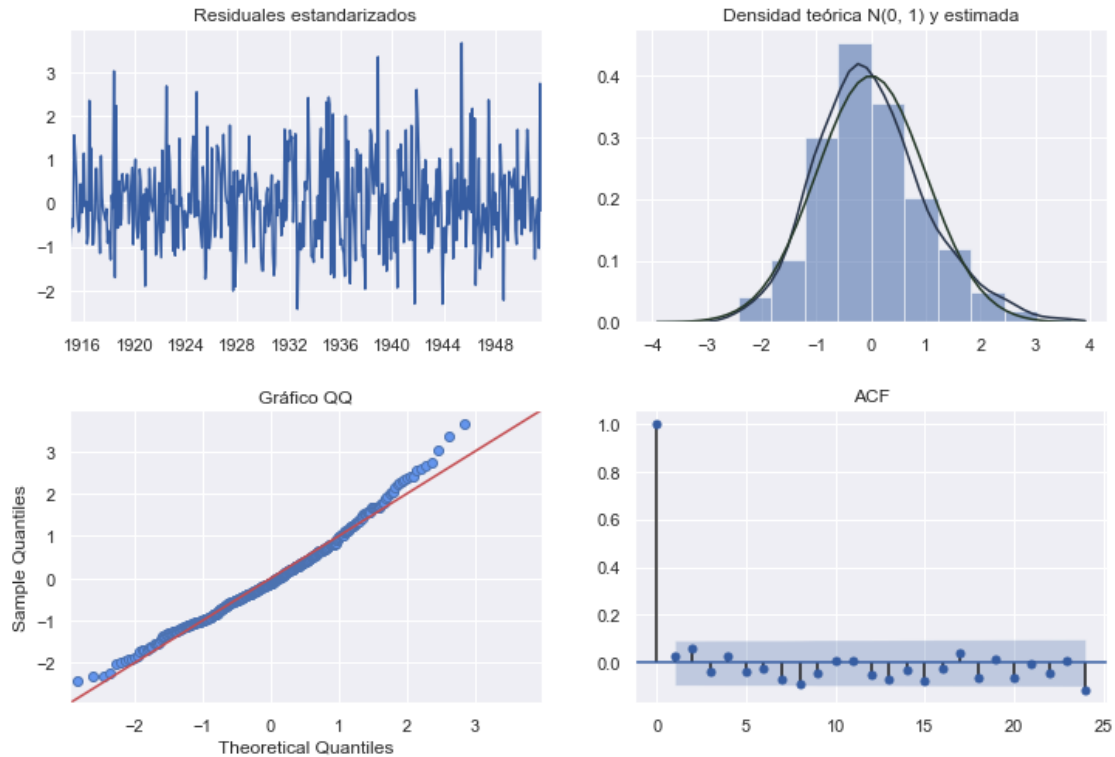 Residuales estandarizados
3
2
1
0
−1
−2
1916 1920 1924 1928 1932 1936 1940 1944 1948
Densidad teórica N(0, 1) y estimada
0.4
0.3
0.2
0.1
0.0
−4 −3 −2 −1 0 1 2 3 4
Gráfico QQ
Sample Quantiles
3
2
1
0
−1
−2
−2 −1 0 1 2 3
Theoretical Quantiles
ACF
1.0
0.8
0.6
0.4
0.2
0.0
0 5 10 15 20 25